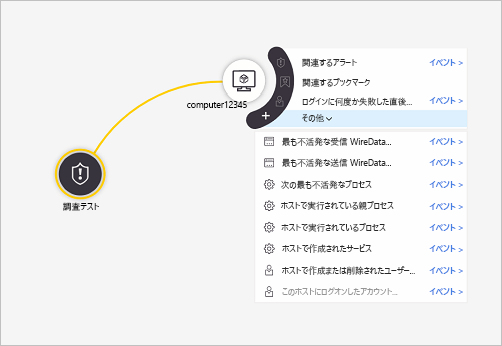 関連するアラート イベント >
関連するブックマーク
computer12345
ログインに何度か失敗した直後... イベント >
+ その他
最も不活発な受信 WireData... イベント >
最も不活発な送信 WireData... イベント >
次の最も不活発なプロセス イベント >
調査テスト
ホストで実行されている親プロセス イベント >
ホストで実行されているプロセス イベント >
ホストで作成されたサービス イベント >
ホストで作成または削除されたユーザー... イベント >
このホストにログオンしたアカウント... イベント >